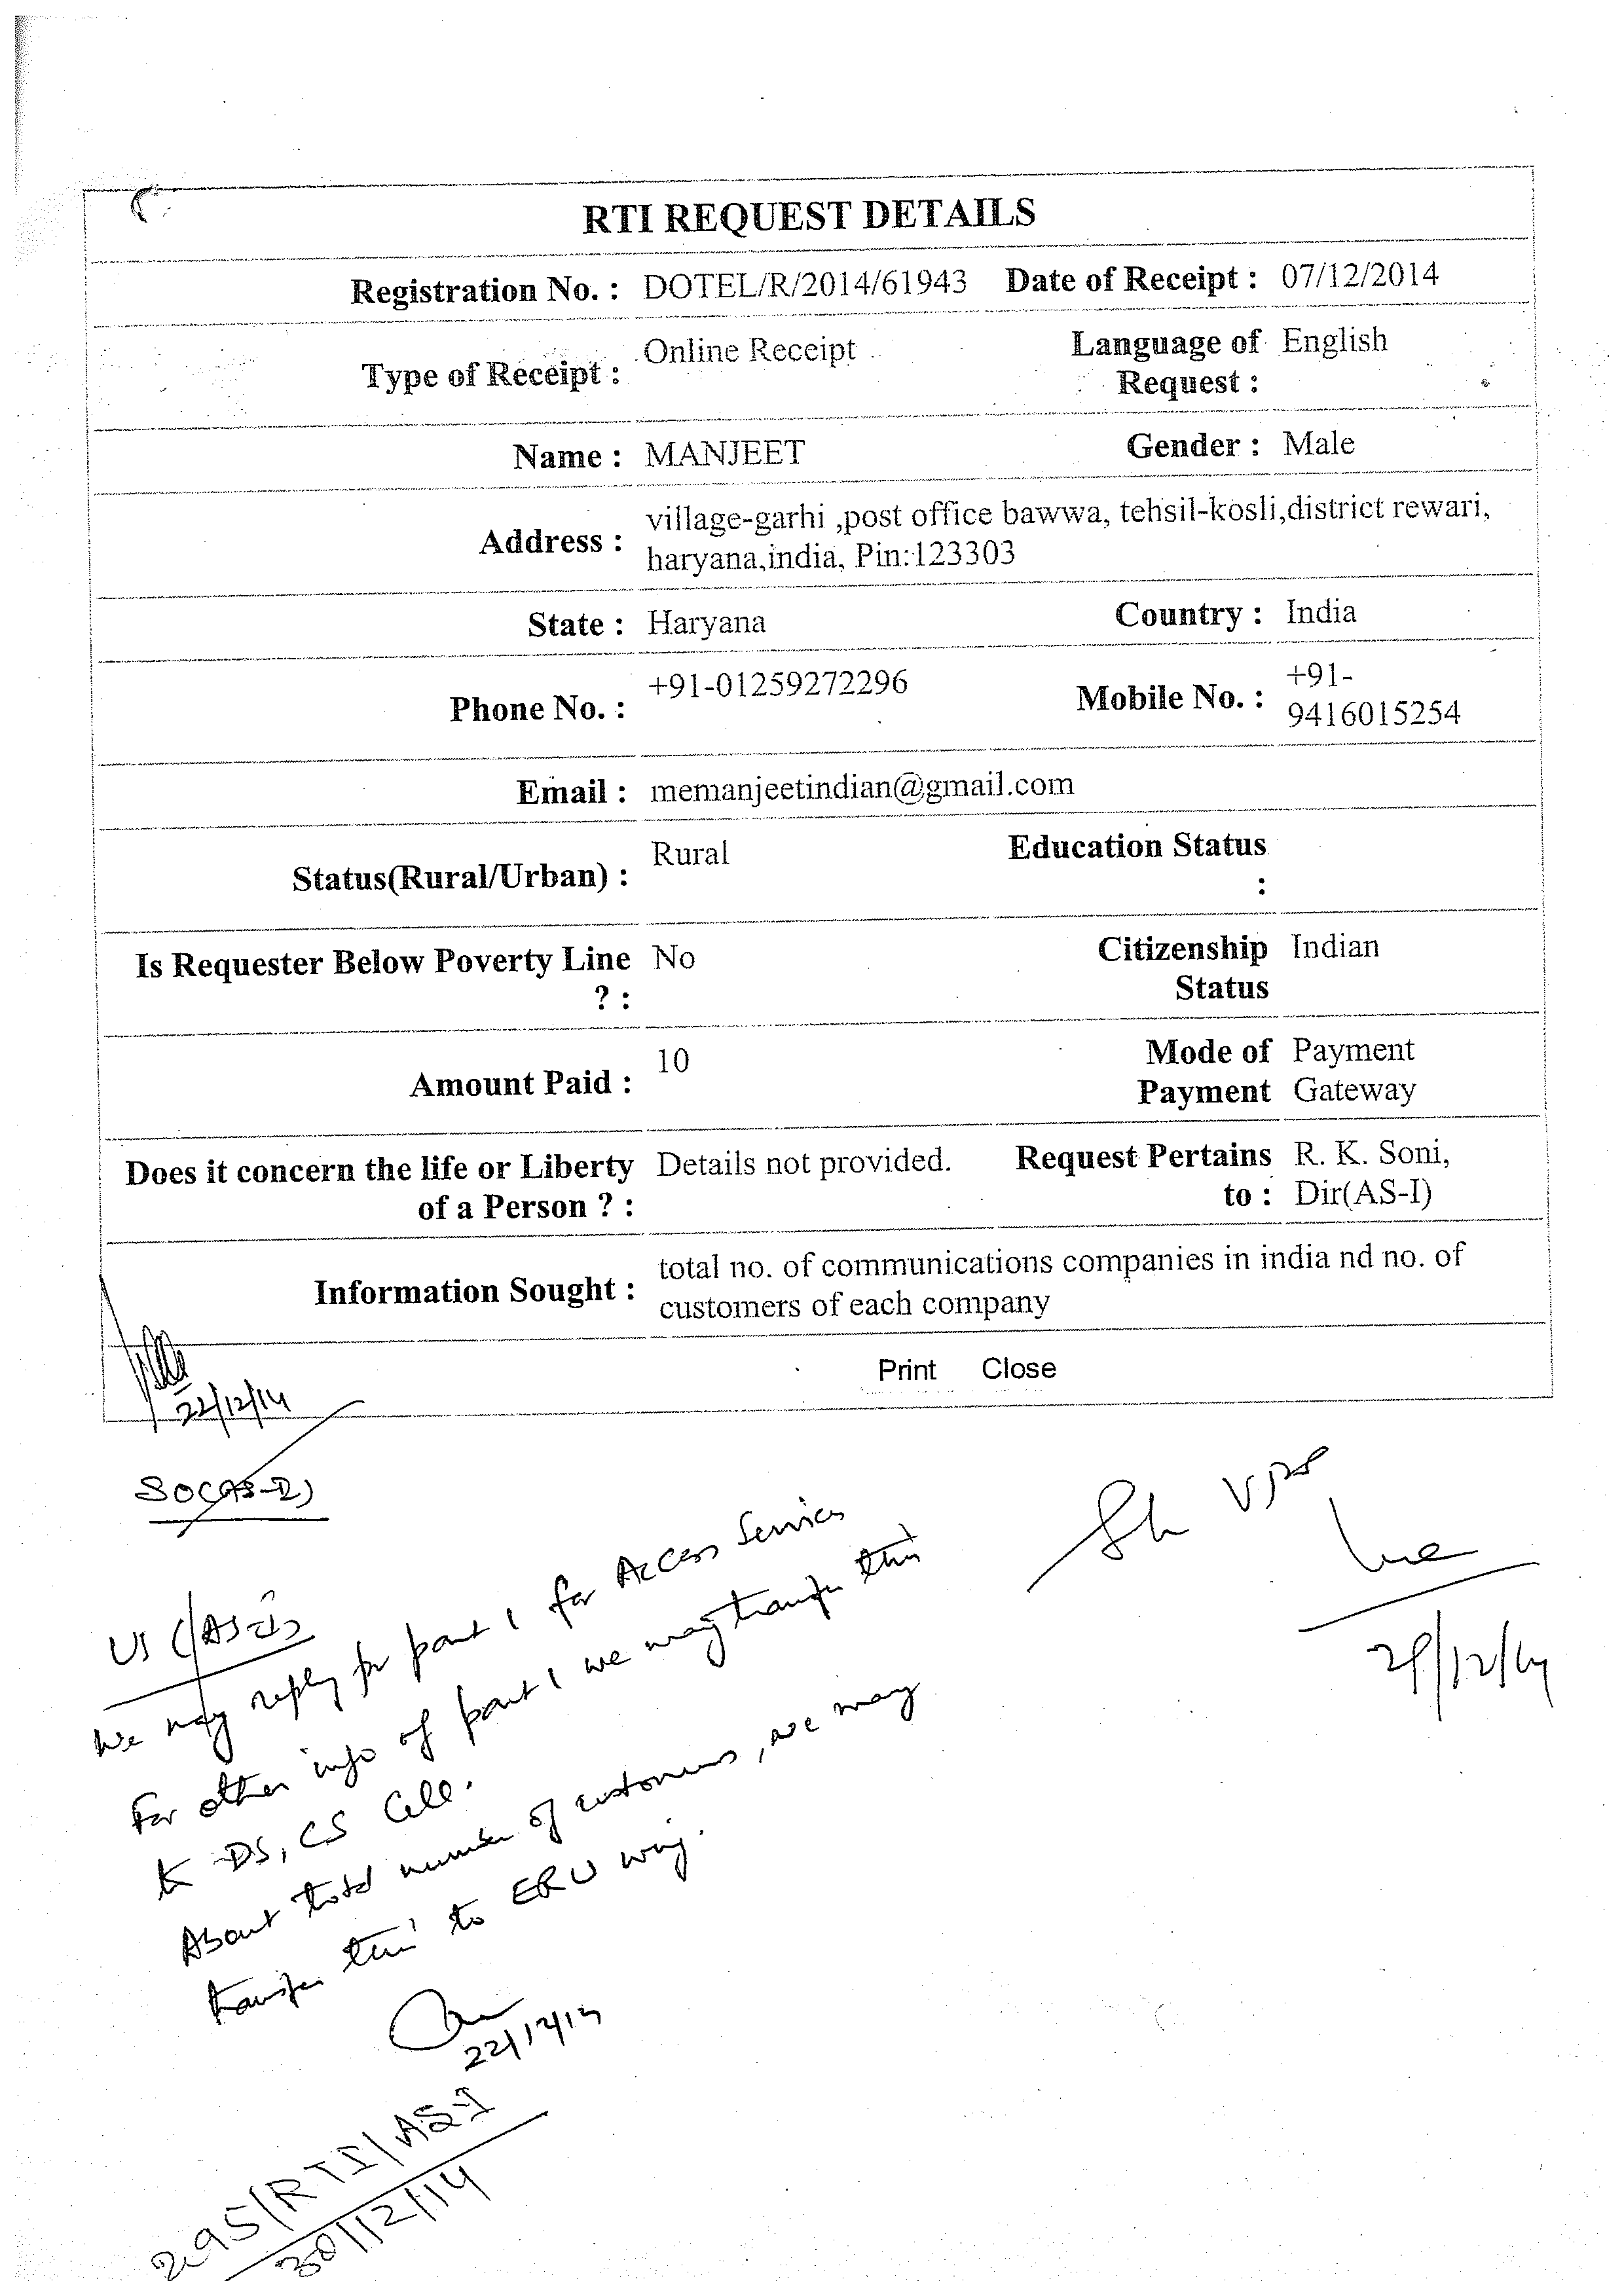 RTI REQUEST DETAILS
Registration No. : DOTEL/R/2014/61943 Date of Receipt : 07/12/2014
Type of Receipt : Online Receipt Language of Request : English
Name : MANJEET Gender : Male
Address : village-garhi ,post office bawwa, tehsil-kosli,district rewari,
haryana,india, Pin:123303
State : Haryana Country : India
Phone No. : +91-01259272296 Mobile No. : +91-
9416015254
Email : memanjeetindian@gmail.com
Status(Rural/Urban) : Rural Education Status :
Is Requester Below Poverty Line ? : No Citizenship Status Indian
Amount Paid : 10 Mode of Payment Payment Gateway
Does it concern the life or Liberty of a Person ? : Details not provided. Request Pertains to : R. K. Soni, Dir(AS-I)
Information Sought : total no. of communications companies in india nd no. of
customers of each company
Print Close
22/12/14
We may reply for part 1 for Access Services
For other info of part 1 we may transfer this
to DS, CS Cell.
About total number of customers, we may
transfer this to ERU wing.
22/12/14
Sh
295/RTI/AS-I
30/12/14